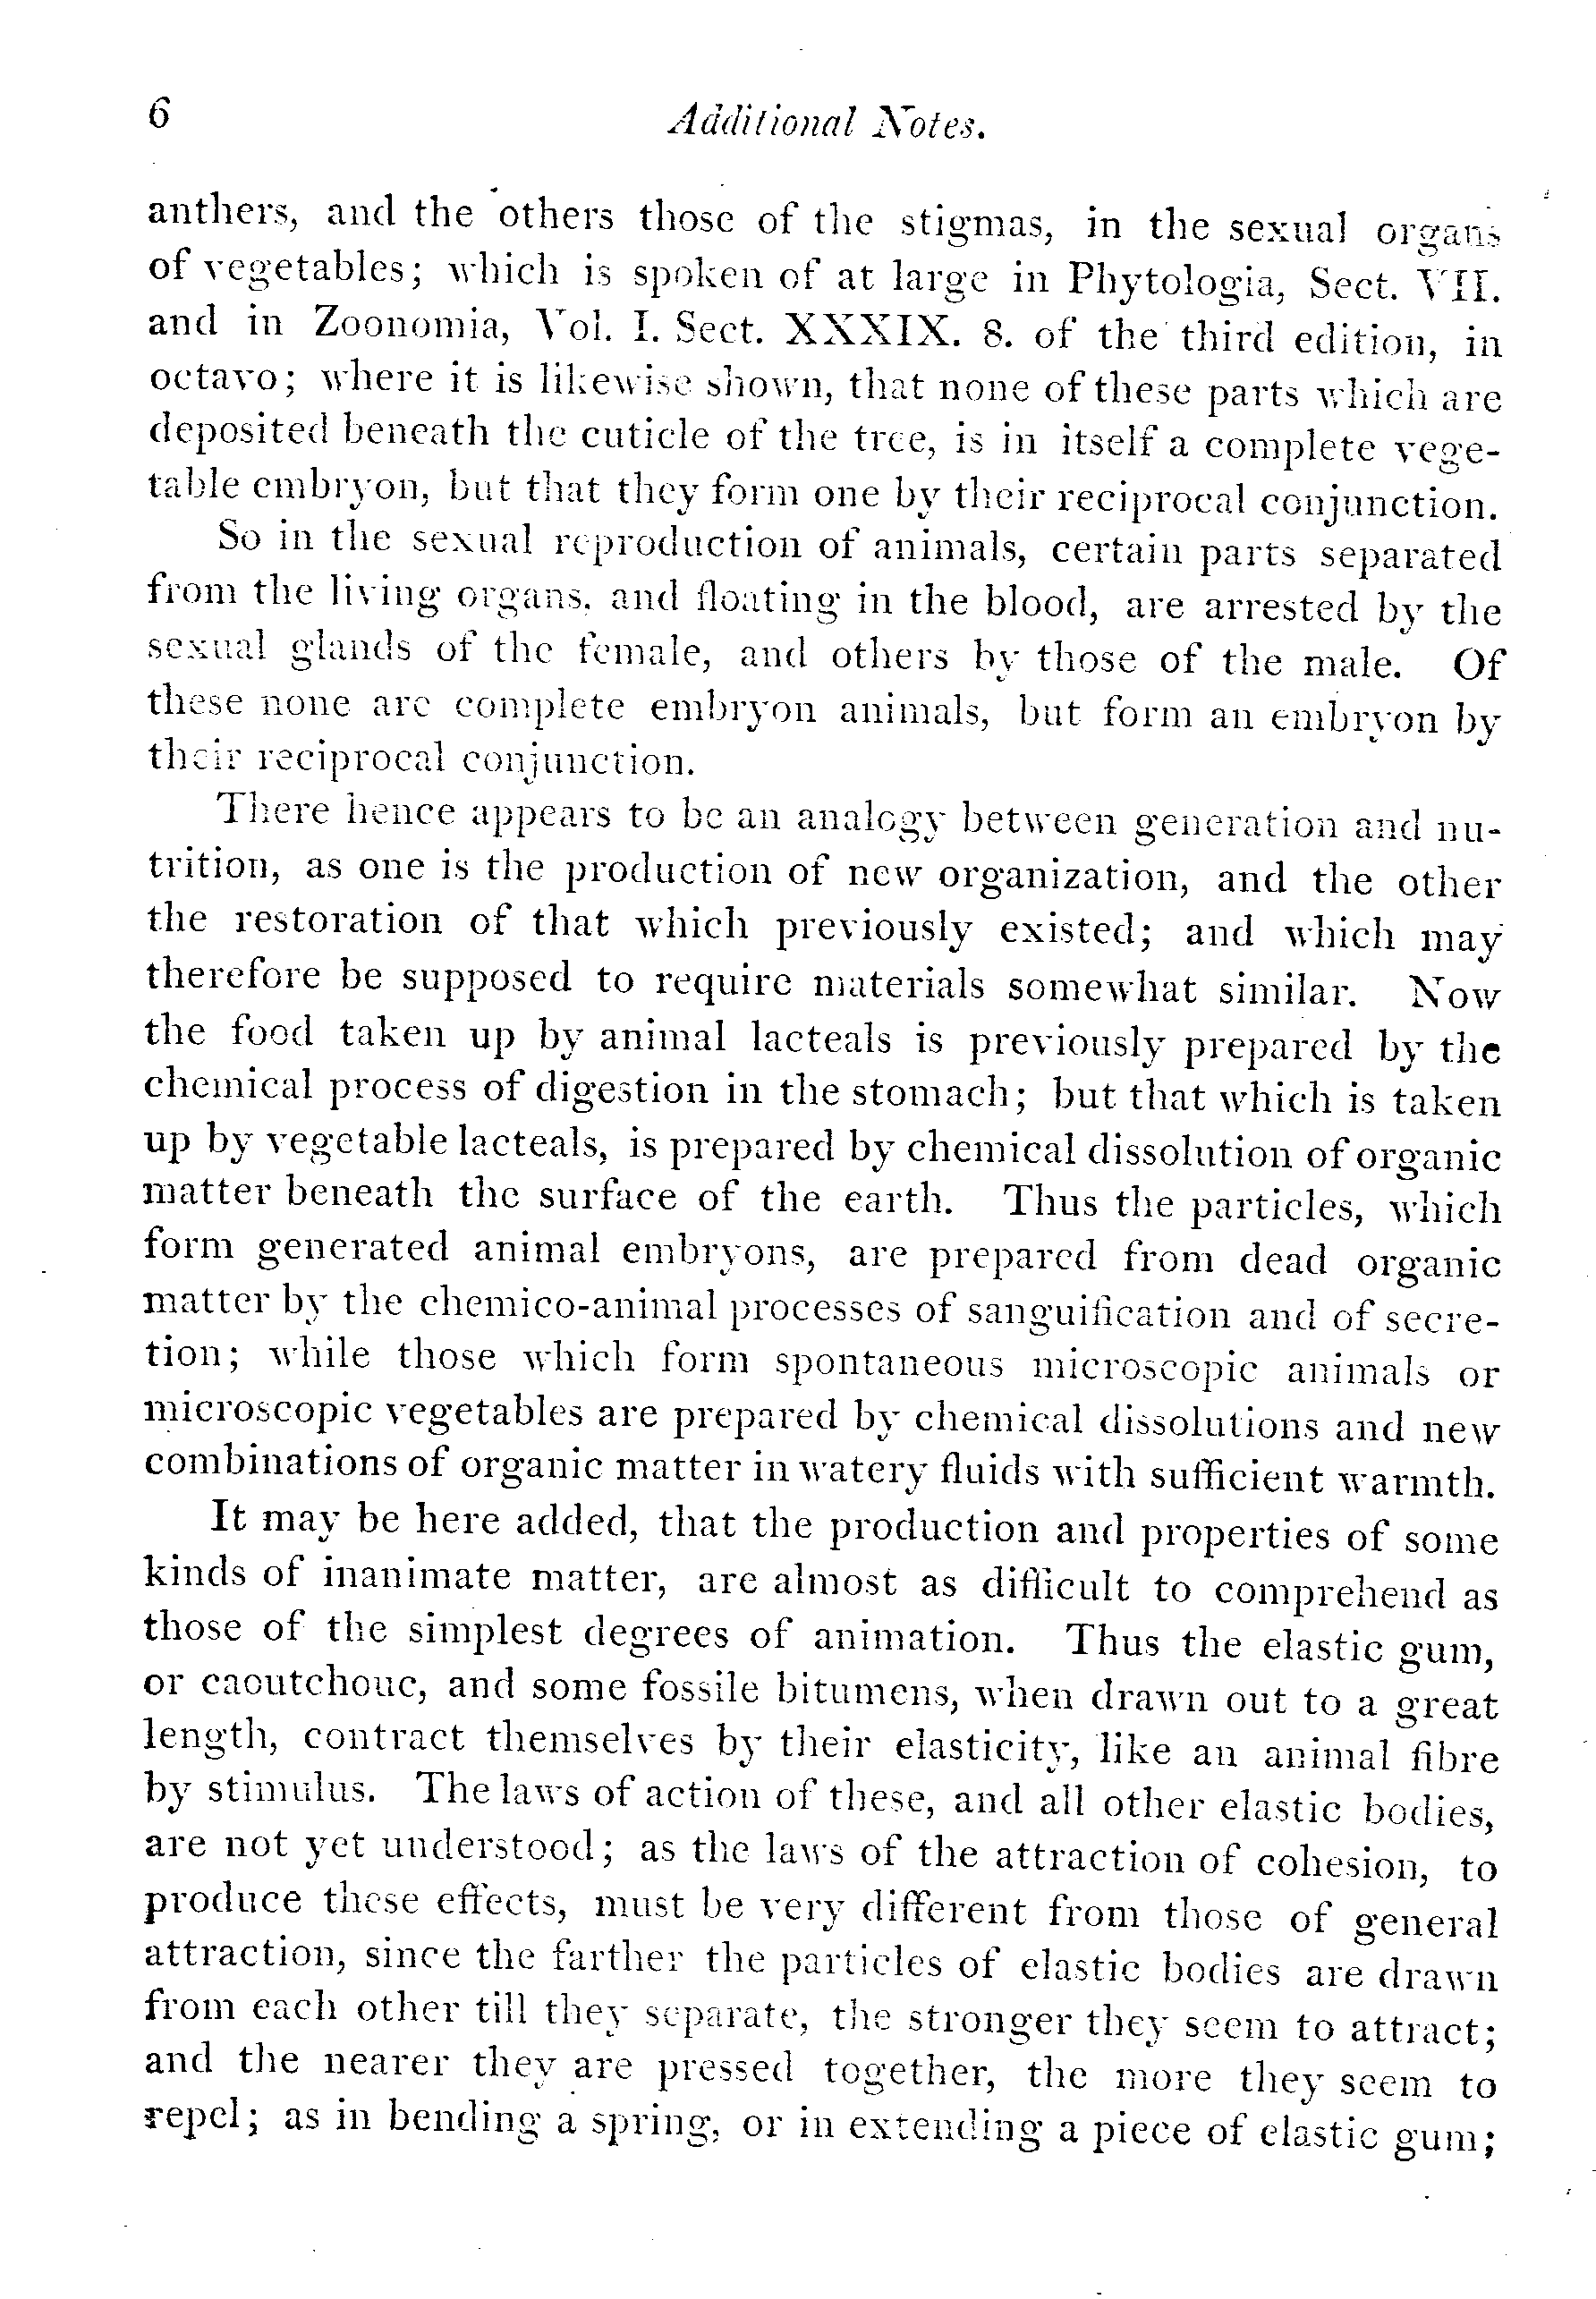 6
Additional Notes.
anthers, and the others those of the stigmas, in the sexual organs
of vegetables; which is spoken of at large in Phytologia, Sect. VII.
and in Zoonomia, Vol. I. Sect. XXXIX. 8. of the third edition, in
octavo; where it is likewise shown, that none of these parts which are
deposited beneath the cuticle of the tree, is in itself a complete vege-
table embryon, but that they form one by their reciprocal conjunction.
So in the sexual reproduction of animals, certain parts separated
from the living organs, and floating in the blood, are arrested by the
sexual glands of the female, and others by those of the male. Of
these none are complete embryon animals, but form an embryon by
their reciprocal conjunction.
There hence appears to be an analogy between generation and nu-
trition, as one is the production of new organization, and the other
the restoration of that which previously existed; and which may
therefore be supposed to require materials somewhat similar. Now
the food taken up by animal lacteals is previously prepared by the
chemical process of digestion in the stomach; but that which is taken
up by vegetable lacteals, is prepared by chemical dissolution of organic
matter beneath the surface of the earth. Thus the particles, which
form generated animal embryons, are prepared from dead organic
matter by the chemico-animal processes of sanguification and of secre-
tion; while those which form spontaneous microscopic animals or
microscopic vegetables are prepared by chemical dissolutions and new
combinations of organic matter in watery fluids with sufficient warmth.
It may be here added, that the production and properties of some
kinds of inanimate matter, are almost as difficult to comprehend as
those of the simplest degrees of animation. Thus the elastic gum,
or caoutchouc, and some fossile bitumens, when drawn out to a great
length, contract themselves by their elasticity, like an animal fibre
by stimulus. The laws of action of these, and all other elastic bodies,
are not yet understood; as the laws of the attraction of cohesion, to
produce these effects, must be very different from those of general
attraction, since the farther the particles of elastic bodies are drawn
from each other till they separate, the stronger they seem to attract;
and the nearer they are pressed together, the more they seem to
repel; as in bending a spring, or in extending a piece of elastic gum;